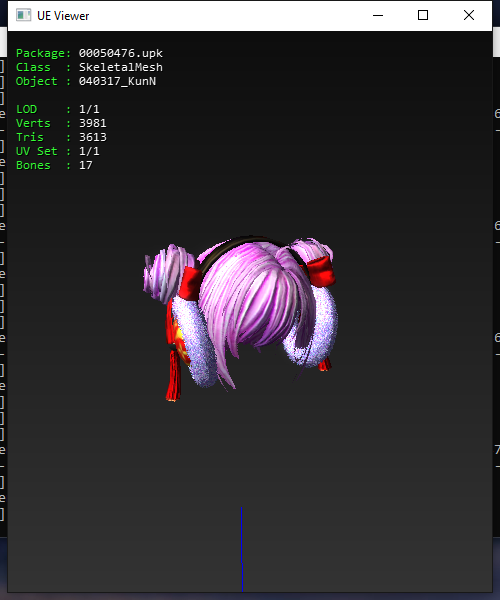 UE Viewer
Package: 00050476.upk
Class : SkeletalMesh
Object : 040317_KunN
LOD : 1/1
Verts : 3981
Tris : 3613
UV Set : 1/1
Bones : 17